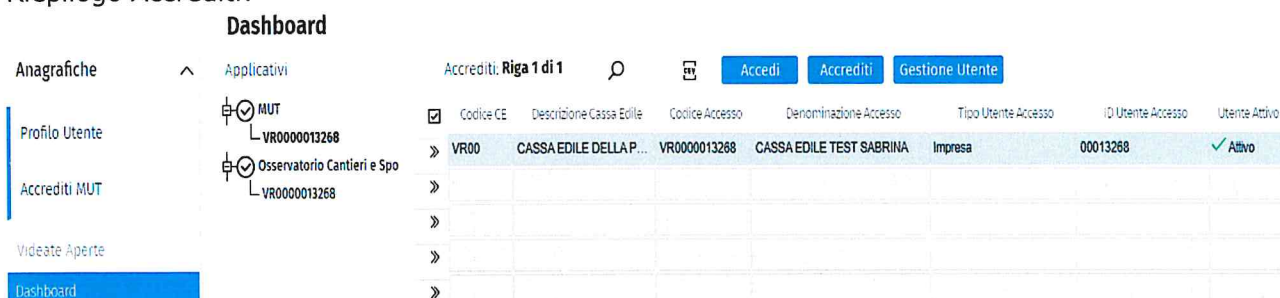 Dashboard
Anagrafiche
Profilo Utente
Accrediti MUT
Videate Aperte
Dashboard
Applicativi
MUT
VR0000013268
Osservatorio Cantieri e Spo
VR0000013268
Accrediti: Riga 1 di 1
CSV
Accedi
Accrediti
Gestione Utente
Codice CE Descrizione Cassa Edile Codice Accesso Denominazione Accesso Tipo Utente Accesso iD Utente Accesso Utente Attivo
VR00 CASSA EDILE DELLA P... VR0000013268 CASSA EDILE TEST SABRINA Impresa 00013268 Attivo